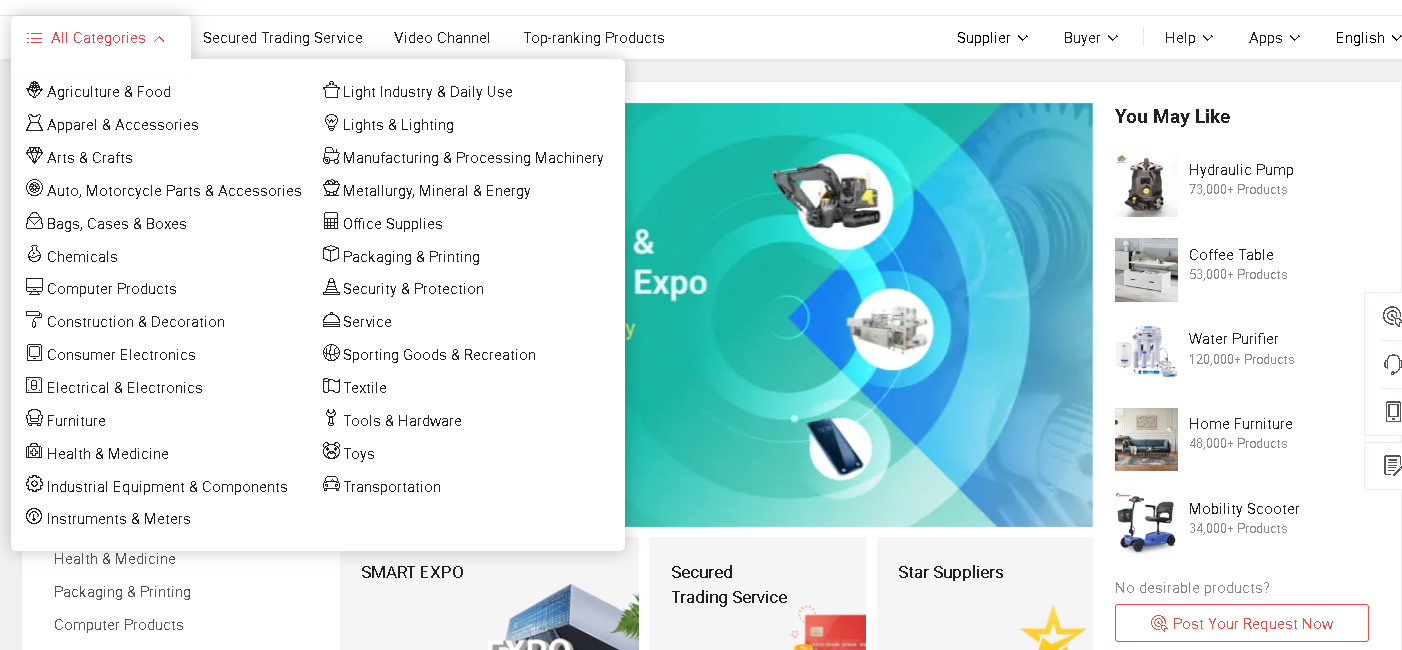 All Categories
Secured Trading Service
Video Channel
Top-ranking Products
Supplier
Buyer
Help
Apps
English
Agriculture & Food
Apparel & Accessories
Arts & Crafts
Auto, Motorcycle Parts & Accessories
Bags, Cases & Boxes
Chemicals
Computer Products
Construction & Decoration
Consumer Electronics
Electrical & Electronics
Furniture
Health & Medicine
Industrial Equipment & Components
Instruments & Meters
Light Industry & Daily Use
Lights & Lighting
Manufacturing & Processing Machinery
Metallurgy, Mineral & Energy
Office Supplies
Packaging & Printing
Security & Protection
Service
Sporting Goods & Recreation
Textile
Tools & Hardware
Toys
Transportation
Health & Medicine
Packaging & Printing
Computer Products
&
Expo
y
SMART EXPO
EXPO
Secured
Trading Service
Star Suppliers
You May Like
Hydraulic Pump
73,000+ Products
Coffee Table
53,000+ Products
Water Purifier
120,000+ Products
Home Furniture
48,000+ Products
Mobility Scooter
34,000+ Products
No desirable products?
Post Your Request Now